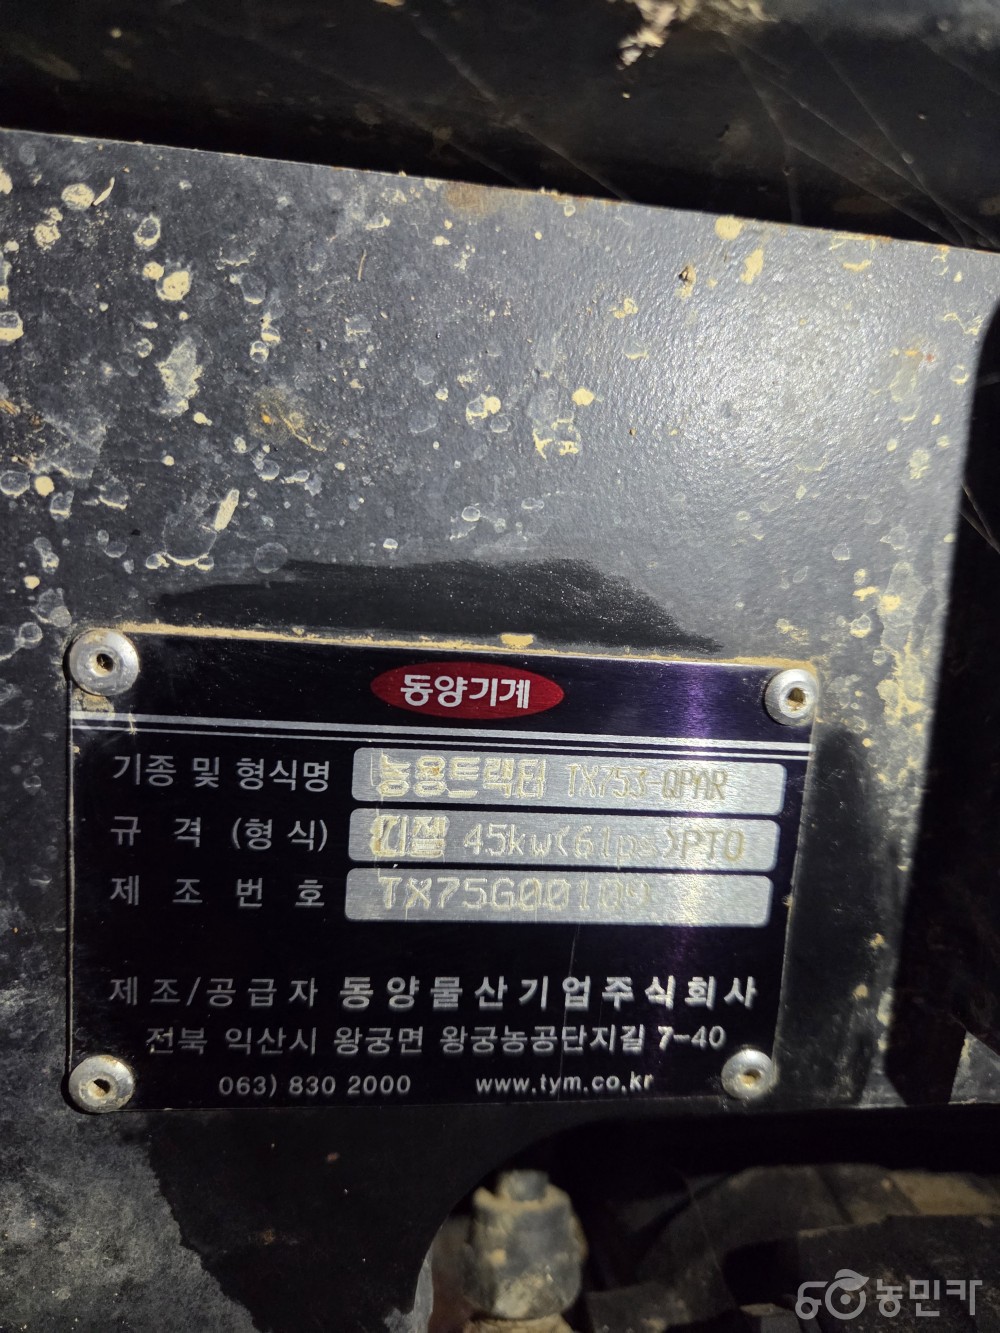 동양기계
기종 및 형식명 농용트랙터 TX753-QPAR
규 격 (형 식) 디젤 45kw(61ps)PTO
제 조 번 호
제 조/공 급 자 동양물산기업주식회사
전북 익산시 왕궁면 왕궁농공단지길 7-40
063) 830 2000 www.tym.co.kr
농민카